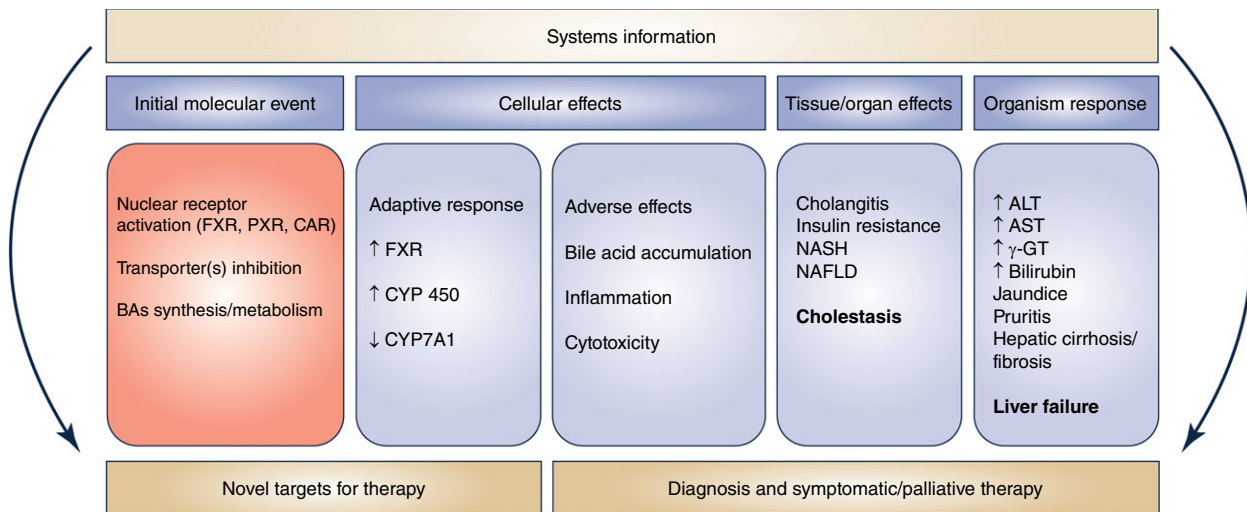 Systems information
Initial molecular event
Cellular effects
Tissue/organ effects
Organism response
Nuclear receptor
activation (FXR, PXR, CAR)
Transporter(s) inhibition
BAs synthesis/metabolism
Adaptive response
↑ FXR
↑ CYP 450
↓ CYP7A1
Adverse effects
Bile acid accumulation
Inflammation
Cytotoxicity
Cholangitis
Insulin resistance
NASH
NAFLD
Cholestasis
↑ ALT
↑ AST
↑ γ-GT
↑ Bilirubin
Jaundice
Pruritis
Hepatic cirrhosis/
fibrosis
Liver failure
Novel targets for therapy
Diagnosis and symptomatic/palliative therapy